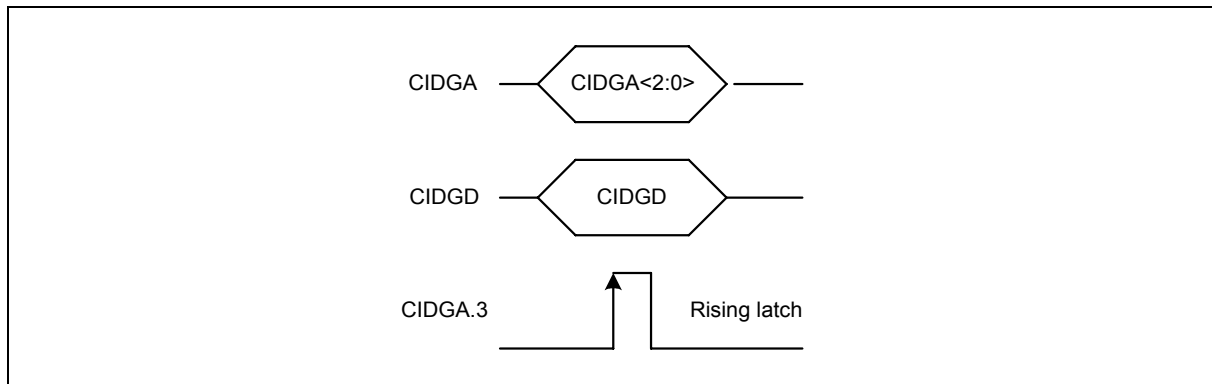 CIDGA CIDGA<2:0>
CIDGD CIDGD
CIDGA.3 Rising latch